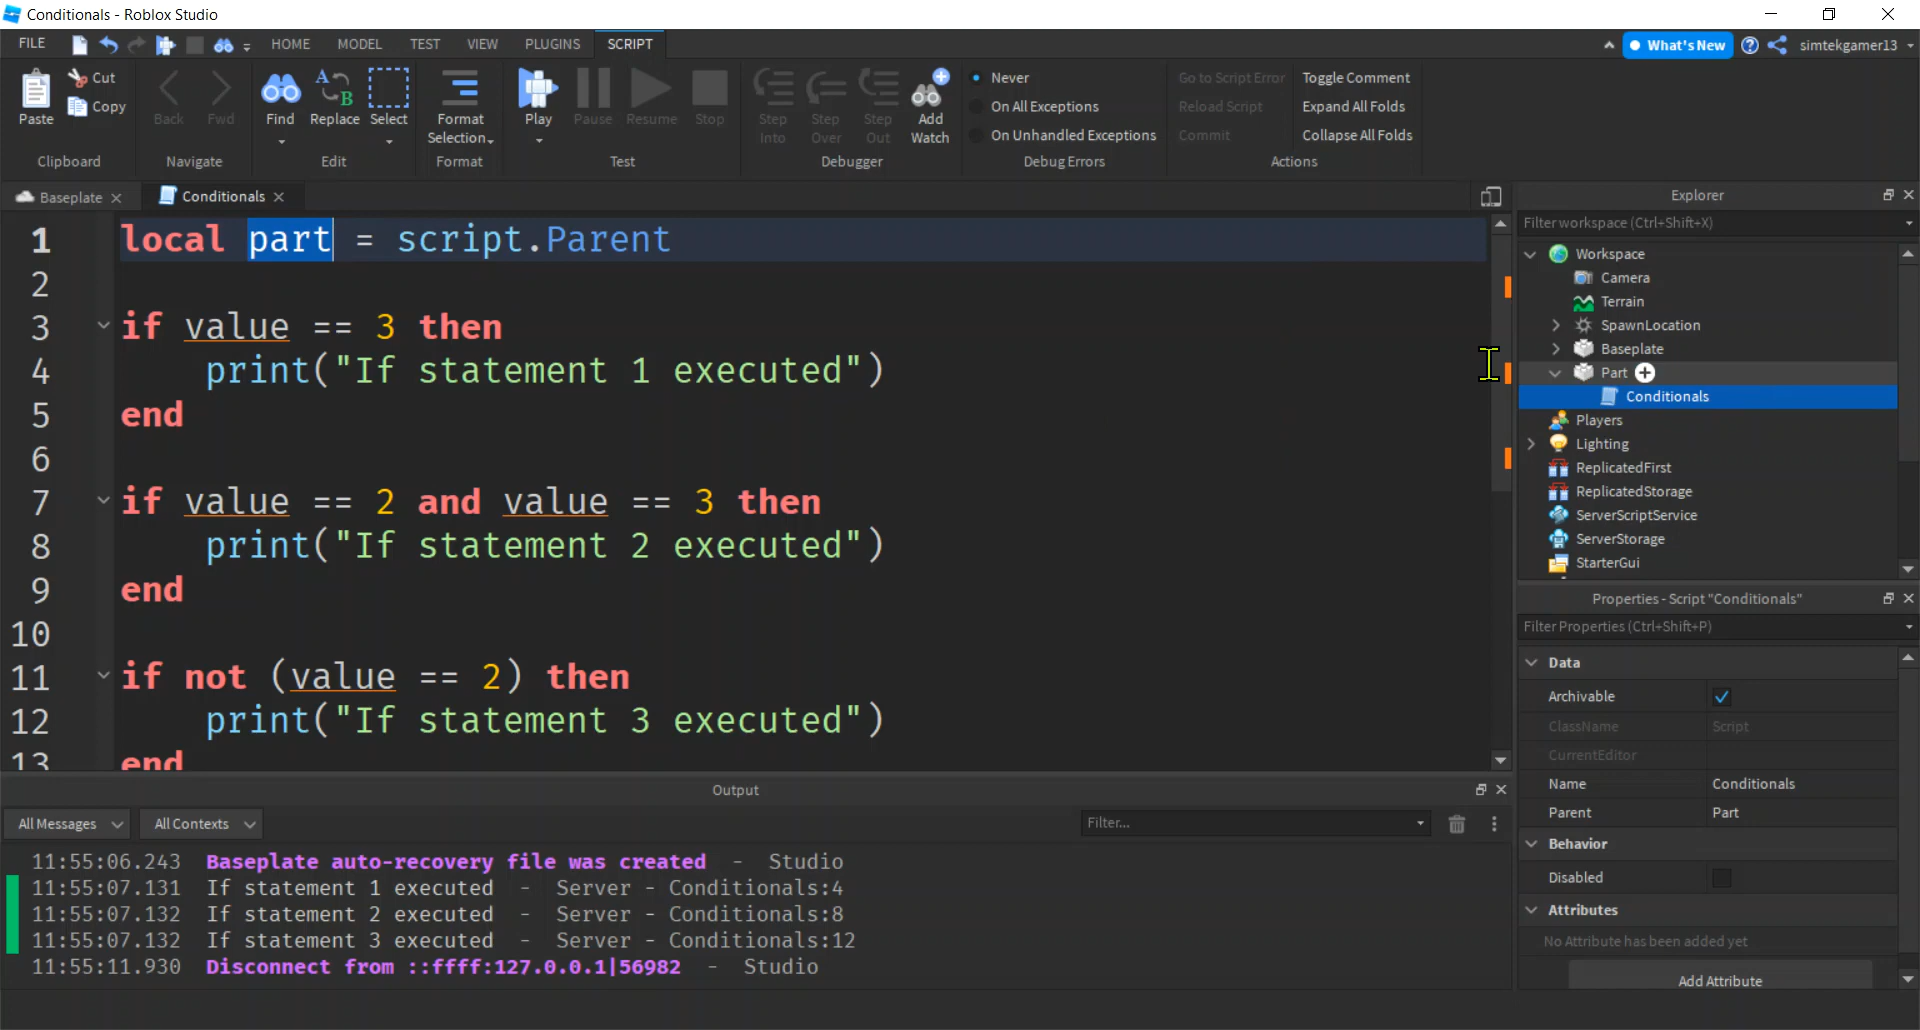 Conditionals - Roblox Studio
FILE HOME MODEL TEST VIEW PLUGINS SCRIPT What's New simtekgamer13
Paste Cut Copy Clipboard
Back Fwd Navigate
Find Replace Select Edit
Format Selection Format
Play Pause Resume Stop Test
Step Into Step Over Step Out Add Watch Debugger
Never
On All Exceptions
On Unhandled Exceptions
Debug Errors
Go to Script Error
Reload Script
Commit
Toggle Comment
Expand All Folds
Collapse All Folds
Actions
Baseplate Conditionals
1 local part = script.Parent
2
3 if value == 3 then
4 print("If statement 1 executed")
5 end
6
7 if value == 2 and value == 3 then
8 print("If statement 2 executed")
9 end
10
11 if not (value == 2) then
12 print("If statement 3 executed")
13 end
Output
All Messages All Contexts Filter...
11:55:06.243 Baseplate auto-recovery file was created - Studio
11:55:07.131 If statement 1 executed - Server - Conditionals:4
11:55:07.132 If statement 2 executed - Server - Conditionals:8
11:55:07.132 If statement 3 executed - Server - Conditionals:12
11:55:11.930 Disconnect from ::ffff:127.0.0.1|56982 - Studio
Explorer
Filter workspace (Ctrl+Shift+X)
Workspace
Camera
Terrain
SpawnLocation
Baseplate
Part
Conditionals
Players
Lighting
ReplicatedFirst
ReplicatedStorage
ServerScriptService
ServerStorage
StarterGui
Properties - Script "Conditionals"
Filter Properties (Ctrl+Shift+P)
Data
Archivable
ClassName Script
CurrentEditor
Name Conditionals
Parent Part
Behavior
Disabled
Attributes
No Attribute has been added yet
Add Attribute